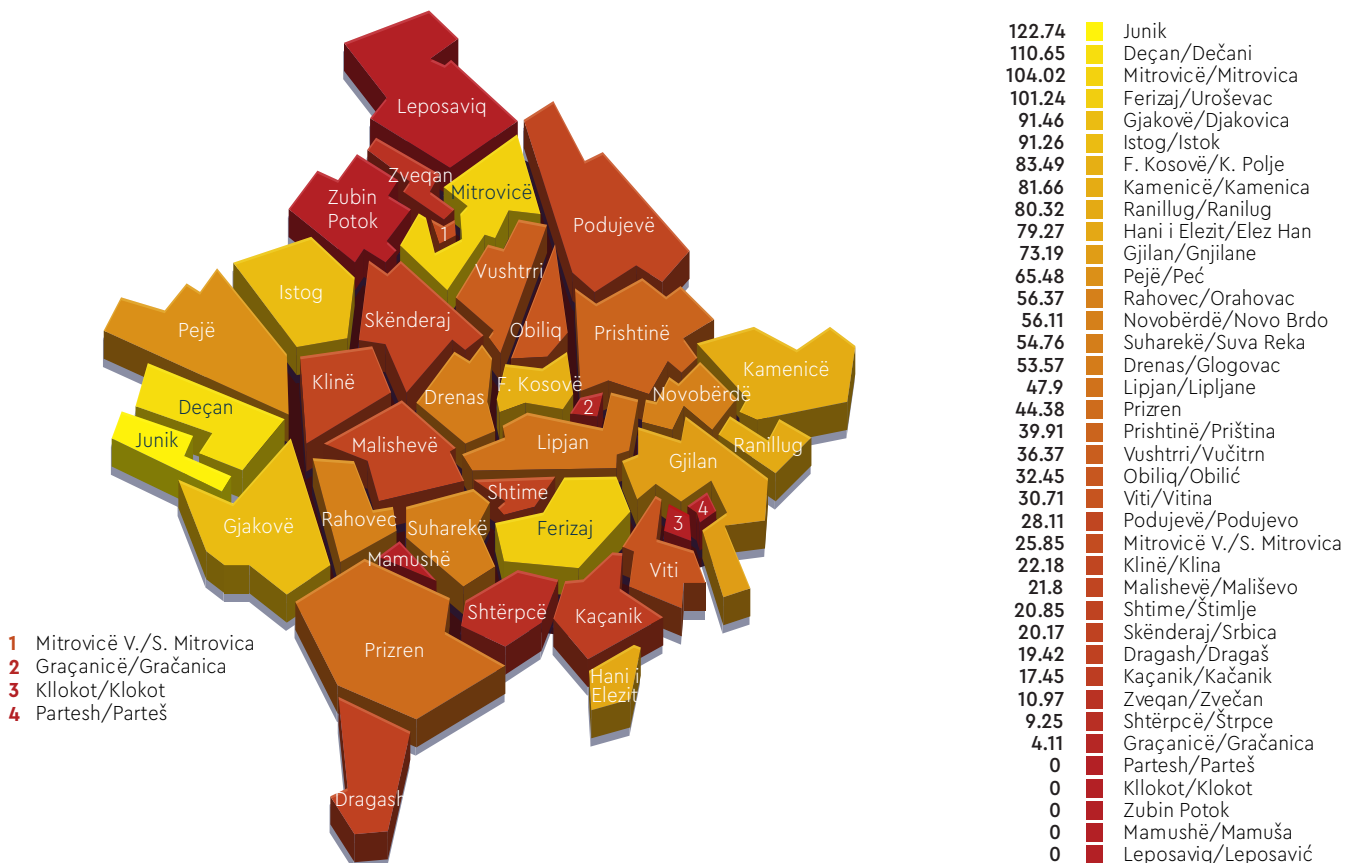 Leposaviq
Zveqan
Mitrovicë
Zubin
Potok
1
Podujevë
Vushtrri
Istog
Skënderaj
Obiliq
Prishtinë
Pejë
Kamenicë
Klinë
F. Kosovë
Drenas
Novobërdë
Deçan
2
Junik
Malishevë
Lipjan
Ranillug
Gjilan
Shtime
4
3
Rahovec
Gjakovë
Suharekë
Ferizaj
Mamushë
Viti
Shtërpcë
Kaçanik
Prizren
Hani i
Elezit
Dragash
1 Mitrovicë V./S. Mitrovica
2 Graçanicë/Gračanica
3 Kllokot/Klokot
4 Partesh/Parteš
122.74 Junik
110.65 Deçan/Dečani
104.02 Mitrovicë/Mitrovica
101.24 Ferizaj/Uroševac
91.46 Gjakovë/Djakovica
91.26 Istog/Istok
83.49 F. Kosovë/K. Polje
81.66 Kamenicë/Kamenica
80.32 Ranillug/Ranilug
79.27 Hani i Elezit/Elez Han
73.19 Gjilan/Gnjilane
65.48 Pejë/Peć
56.37 Rahovec/Orahovac
56.11 Novobërdë/Novo Brdo
54.76 Suharekë/Suva Reka
53.57 Drenas/Glogovac
47.9 Lipjan/Lipljane
44.38 Prizren
39.91 Prishtinë/Priština
36.37 Vushtrri/Vučitrn
32.45 Obiliq/Obilić
30.71 Viti/Vitina
28.11 Podujevë/Podujevo
25.85 Mitrovicë V./S. Mitrovica
22.18 Klinë/Klina
21.8 Malishevë/Mališevo
20.85 Shtime/Štimlje
20.17 Skënderaj/Srbica
19.42 Dragash/Dragaš
17.45 Kaçanik/Kačanik
10.97 Zveqan/Zvečan
9.25 Shtërpcë/Štrpce
4.11 Graçanicë/Gračanica
0 Partesh/Parteš
0 Kllokot/Klokot
0 Zubin Potok
0 Mamushë/Mamuša
0 Leposaviq/Leposavić